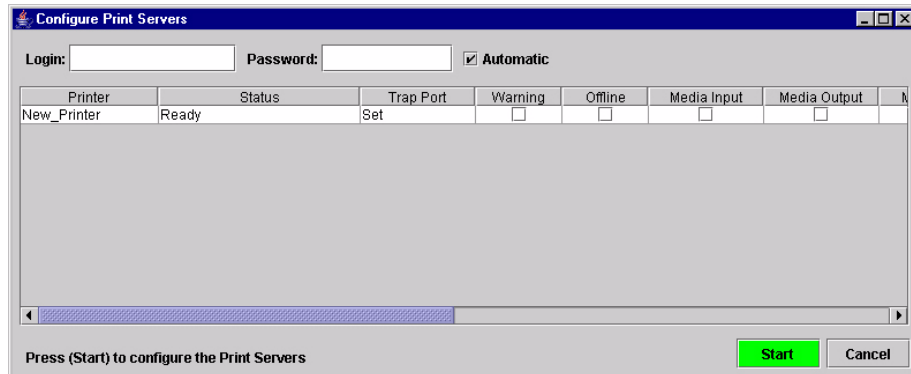 Configure Print Servers
Login: Password: Automatic
Printer Status Trap Port Warning Offline Media Input Media Output
New_Printer Ready Set
Press (Start) to configure the Print Servers Start Cancel